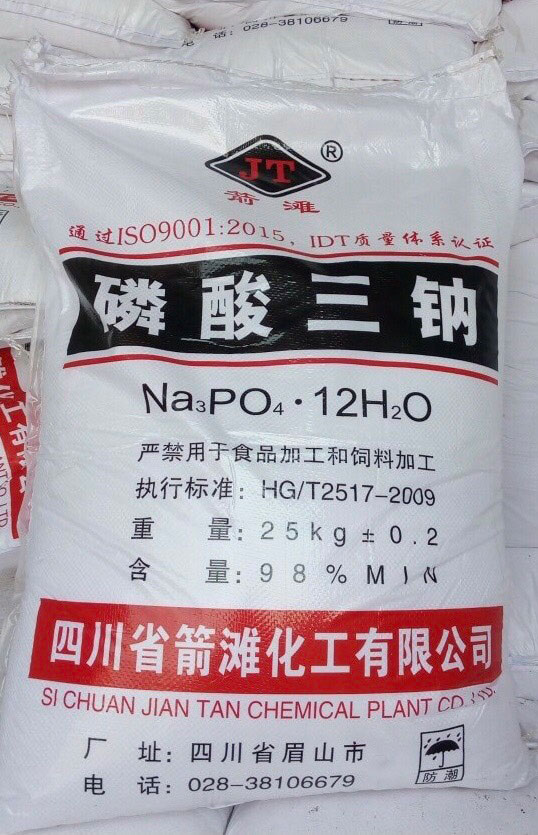 话: 028-38106679
JT
®
箭滩
通过ISO9001:2015, IDT质量体系认证
磷酸三钠
Na₃PO₄·12H₂O
严禁用于食品加工和饲料加工
执行标准: HG/T2517-2009
重 量: 25kg±0.2
含 量: 98%MIN
四川省箭滩化工有限公司
SI CHUAN JIAN TAN CHEMICAL PLANT CO.,LTD.
厂 址: 四川省眉山市
电 话: 028-38106679
防潮